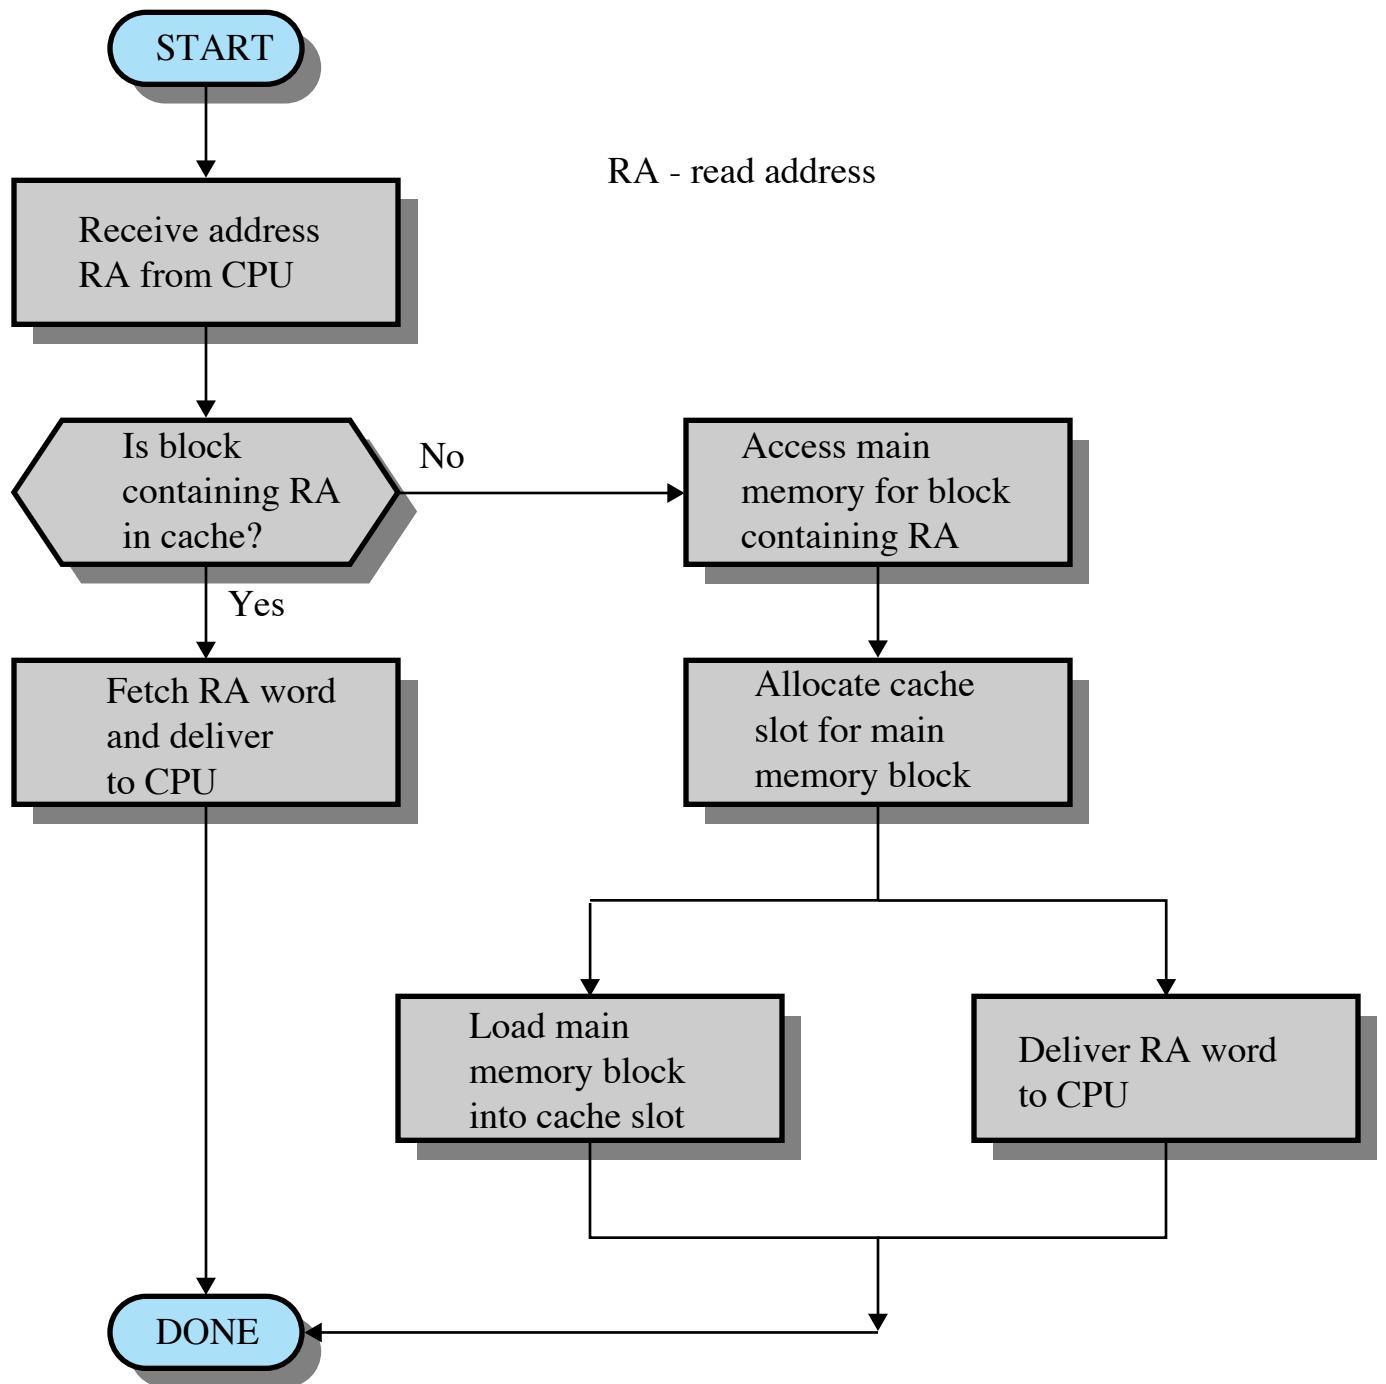 START
RA - read address
Receive address
RA from CPU
Is block
containing RA
in cache?
No
Access main
memory for block
containing RA
Yes
Fetch RA word
and deliver
to CPU
Allocate cache
slot for main
memory block
Load main
memory block
into cache slot
Deliver RA word
to CPU
DONE